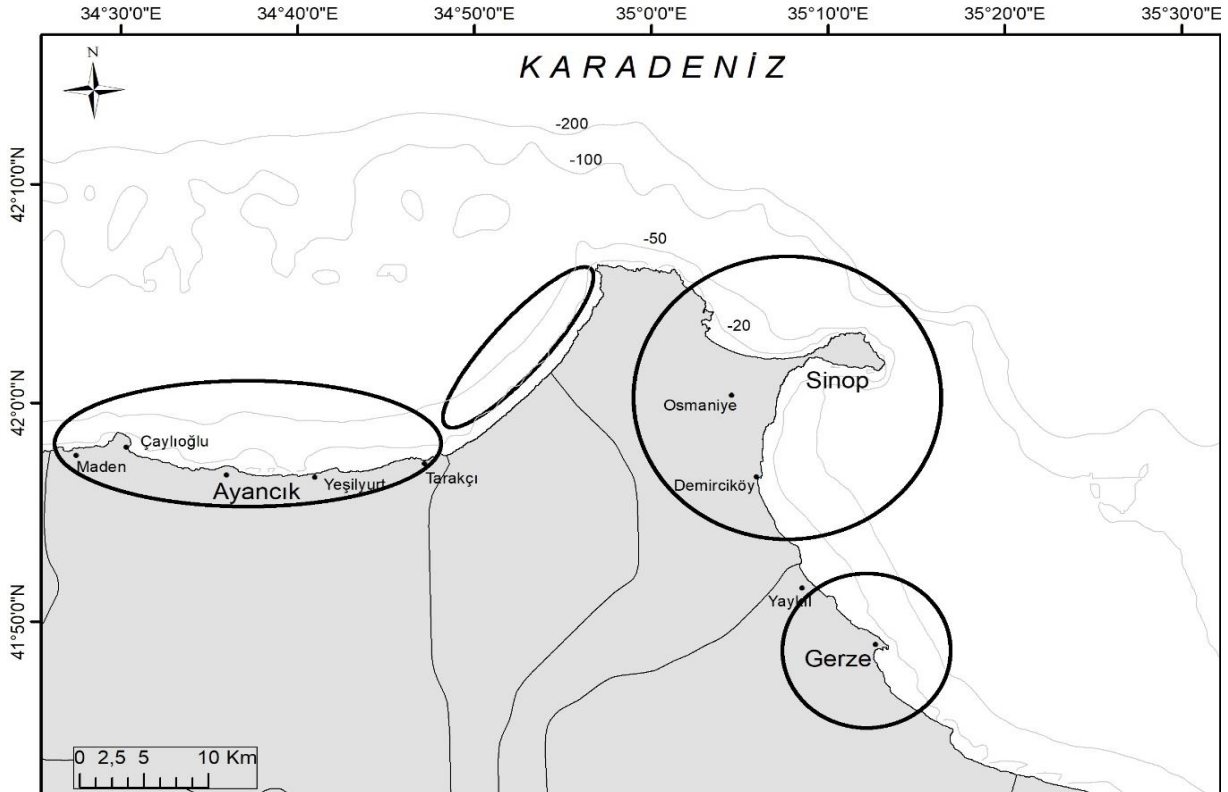 34°30'0"E 34°40'0"E 34°50'0"E 35°0'0"E 35°10'0"E 35°20'0"E 35°30'0"E
N
KARADENİZ
-200
-100
42°10'0"N
-50
-20
Sinop
42°0'0"N
Osmaniye
Çaylıoğlu
Maden
Tarakçı
Yeşilyurt
Ayancık
Demirciköy
Yaykıl
41°50'0"N
Gerze
0 2,5 5 10 Km